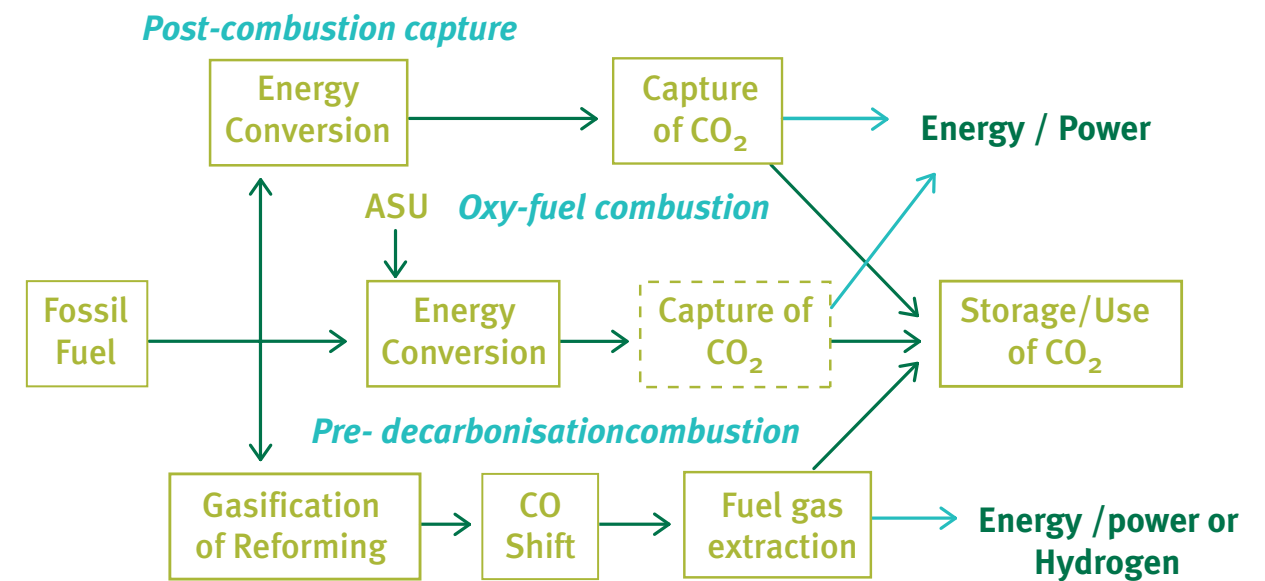 Post-combustion capture
Energy
Conversion
Capture
of CO₂
Energy / Power
ASU
Oxy-fuel combustion
Fossil
Fuel
Energy
Conversion
Capture of
CO₂
Storage/Use
of CO₂
Pre- decarbonisationcombustion
Gasification
of Reforming
CO
Shift
Fuel gas
extraction
Energy /power or
Hydrogen